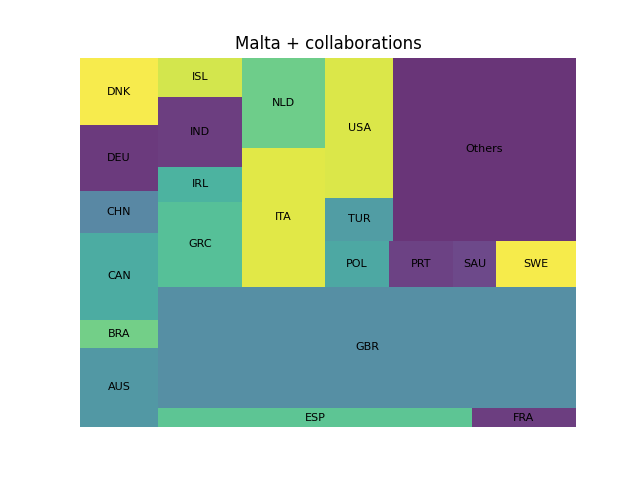 Malta + collaborations
DNK
ISL
NLD
USA
Others
IND
DEU
IRL
CHN
ITA
TUR
GRC
CAN
POL
PRT
SAU
SWE
BRA
GBR
AUS
ESP
FRA